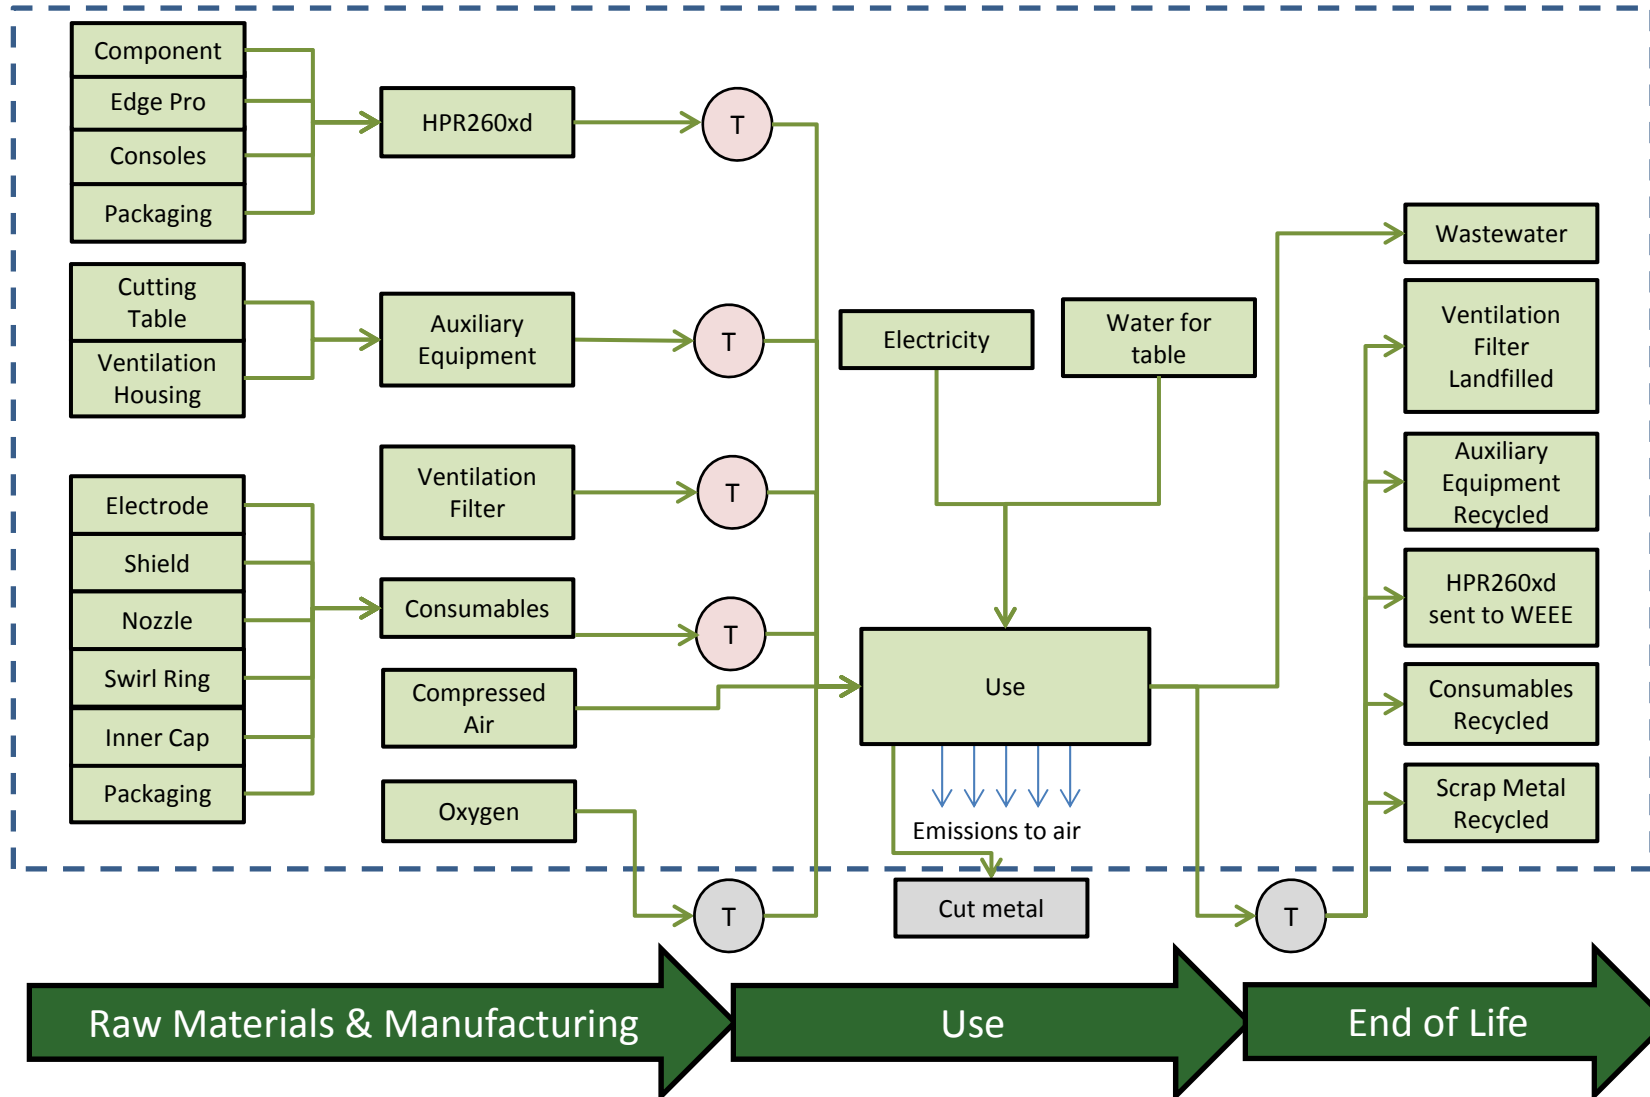 Component
Edge Pro
Consoles
Packaging
HPR260xd
T
Cutting
Table
Ventilation
Housing
Auxiliary
Equipment
T
Ventilation
Filter
T
Electrode
Shield
Nozzle
Swirl Ring
Inner Cap
Packaging
Consumables
T
Compressed
Air
Oxygen
T
Electricity
Water for
table
Use
Emissions to air
Cut metal
T
Wastewater
Ventilation
Filter
Landfilled
Auxiliary
Equipment
Recycled
HPR260xd
sent to WEEE
Consumables
Recycled
Scrap Metal
Recycled
Raw Materials & Manufacturing
Use
End of Life